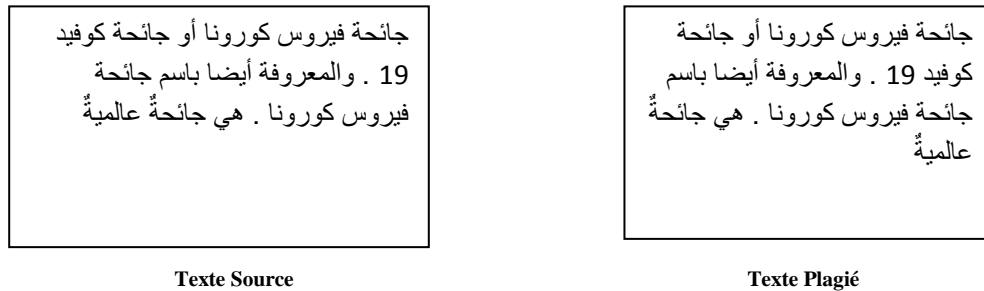 جائحة فيروس كورونا أو جائحة كوفيد
19 . والمعروفة أيضا باسم جائحة
فيروس كورونا . هي جائحةٌ عالميةٌ
Texte Source
جائحة فيروس كورونا أو جائحة
كوفيد 19 . والمعروفة أيضا باسم
جائحة فيروس كورونا . هي جائحةٌ
عالميةٌ
Texte Plagié